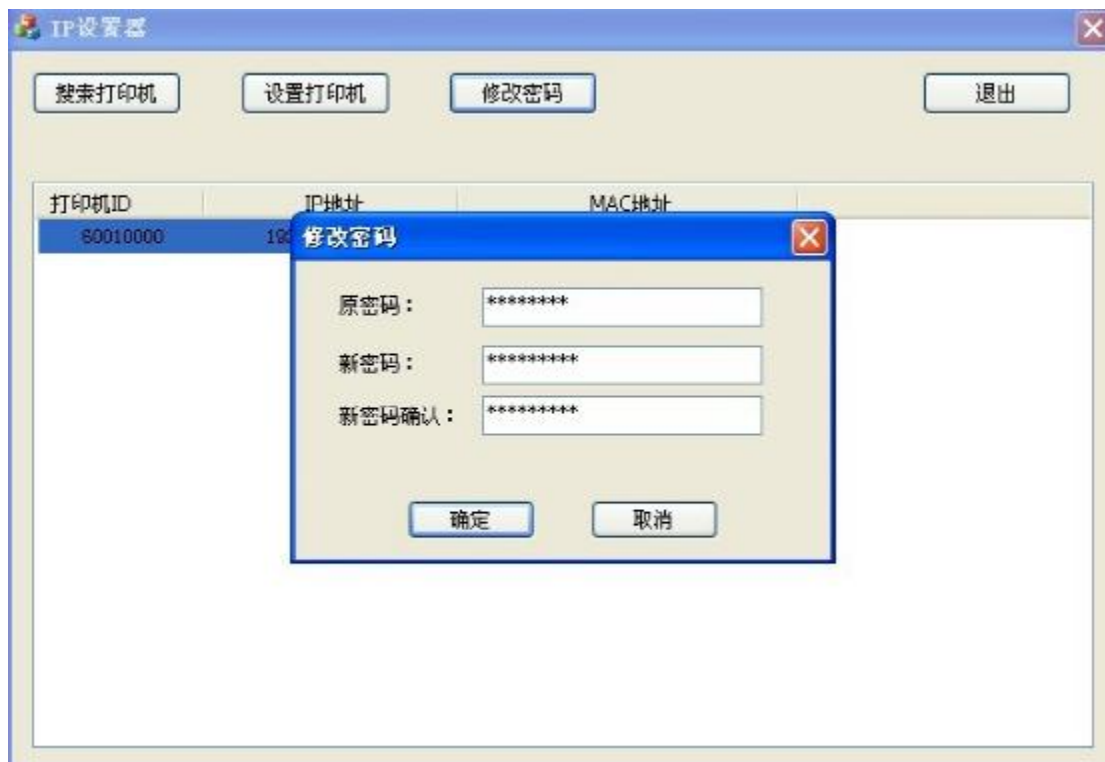 IP设置器
搜索打印机 设置打印机 修改密码 退出
打印机ID IP地址 MAC地址
60010000
修改密码
原密码： ********
新密码： *********
新密码确认： *********
确定 取消